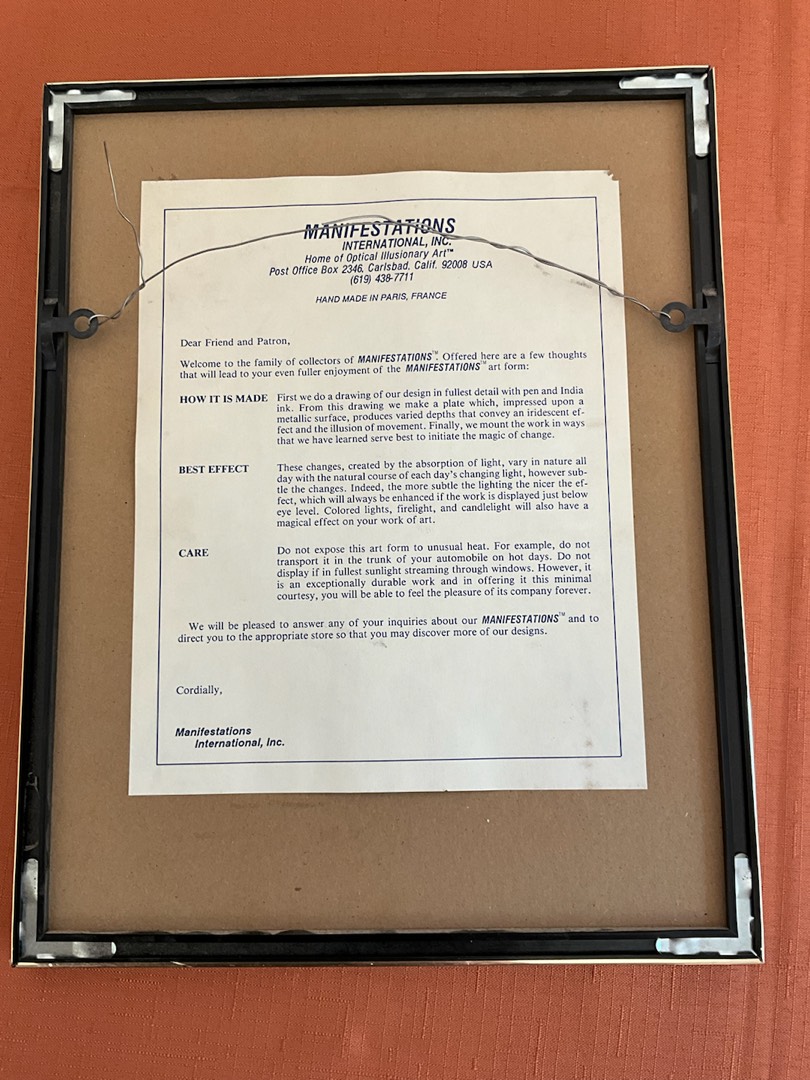 MANIFESTATIONS
INTERNATIONAL, INC.
Home of Optical Illusionary Art™
Post Office Box 2346, Carlsbad, Calif. 92008 USA
(619) 438-7711
HAND MADE IN PARIS, FRANCE
Dear Friend and Patron,
Welcome to the family of collectors of MANIFESTATIONS™. Offered here are a few thoughts
that will lead to your even fuller enjoyment of the MANIFESTATIONS™ art form:
HOW IT IS MADE First we do a drawing of our design in fullest detail with pen and India
ink. From this drawing we make a plate which, impressed upon a
metallic surface, produces varied depths that convey an iridescent ef-
fect and the illusion of movement. Finally, we mount the work in ways
that we have learned serve best to initiate the magic of change.
BEST EFFECT These changes, created by the absorption of light, vary in nature all
day with the natural course of each day's changing light, however sub-
tle the changes. Indeed, the more subtle the lighting the nicer the ef-
fect, which will always be enhanced if the work is displayed just below
eye level. Colored lights, firelight, and candlelight will also have a
magical effect on your work of art.
CARE Do not expose this art form to unusual heat. For example, do not
transport it in the trunk of your automobile on hot days. Do not
display if in fullest sunlight streaming through windows. However, it
is an exceptionally durable work and in offering it this minimal
courtesy, you will be able to feel the pleasure of its company forever.
We will be pleased to answer any of your inquiries about our MANIFESTATIONS™ and to
direct you to the appropriate store so that you may discover more of our designs.
Cordially,
Manifestations
International, Inc.